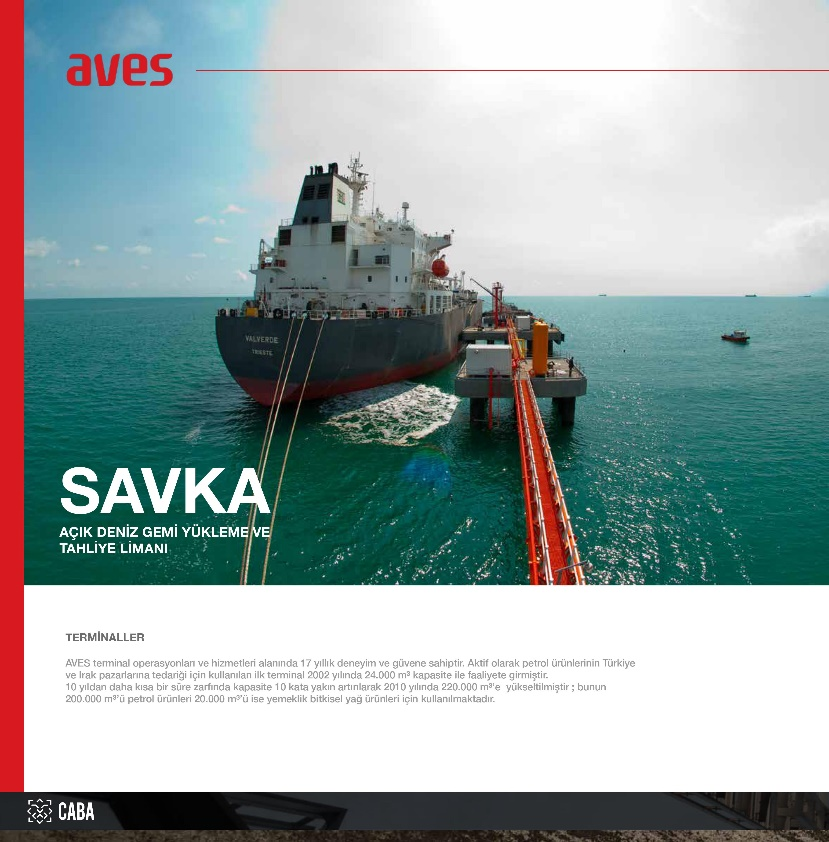 aves
VALVERDE
TRIESTE
SAVKA
AÇIK DENİZ GEMİ YÜKLEME VE
TAHLİYE LİMANI
TERMİNALLER
AVES terminal operasyonları ve hizmetleri alanında 17 yıllık deneyim ve güvene sahiptir. Aktif olarak petrol ürünlerinin Türkiye
ve Irak pazarlarına tedariği için kullanılan ilk terminal 2002 yılında 24.000 m³ kapasite ile faaliyete girmiştir.
10 yıldan daha kısa bir süre zarfında kapasite 10 kata yakın artırılarak 2010 yılında 220.000 m³'e yükseltilmiştir ; bunun
200.000 m³'ü petrol ürünleri 20.000 m³'ü ise yemeklik bitkisel yağ ürünleri için kullanılmaktadır.
CABA